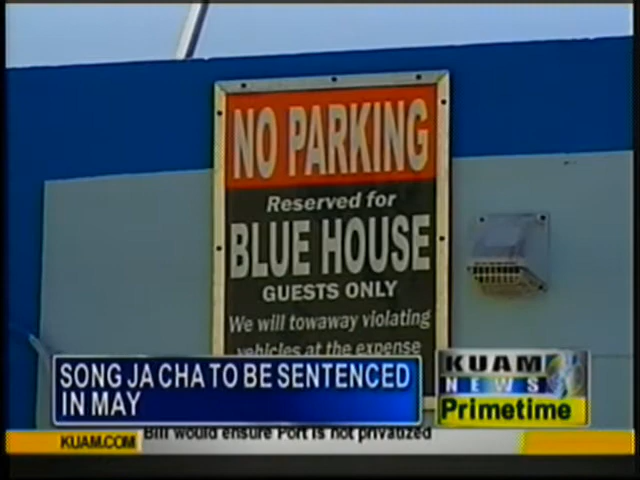 NO PARKING
Reserved for
BLUE HOUSE
GUESTS ONLY
We will towaway violating
vehicles at the expense
SONG JA CHA TO BE SENTENCED
IN MAY
KUAM
NEWS
Primetime
KUAM.COM
Bill would ensure Port is not privatized